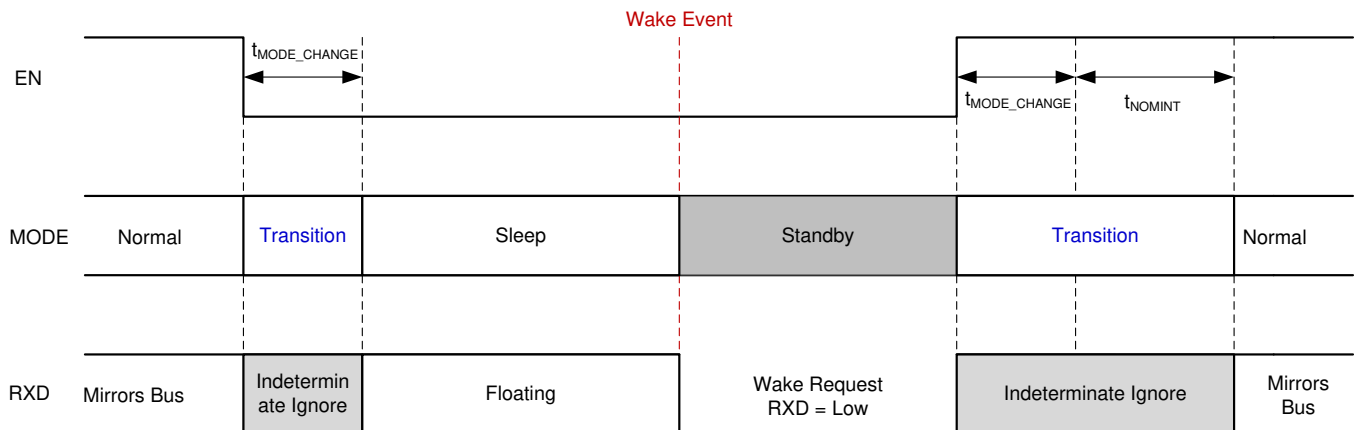 Wake Event
tMODE_CHANGE
EN
tMODE_CHANGE
tNOMINT
MODE
Normal
Transition
Sleep
Standby
Transition
Normal
RXD
Mirrors Bus
Indetermin
ate Ignore
Floating
Wake Request
RXD = Low
Indeterminate Ignore
Mirrors
Bus